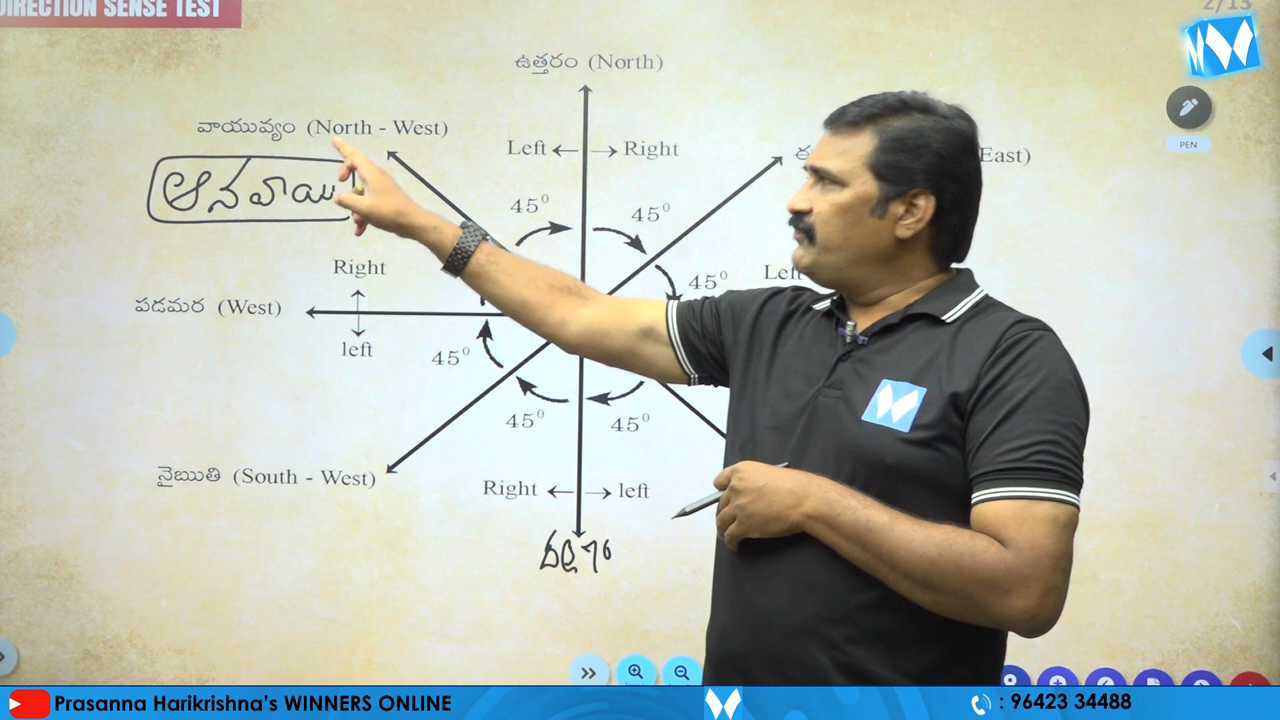 DIRECTION SENSE TEST
2/13
ఉత్తరం (North)
వాయువ్యం (North - West)
Left Right
ఈ East)
PEN
ఆనవాయి
45⁰ 45⁰
Right
Left
45⁰
పడమర (West)
left
45⁰
45⁰ 45⁰
నైఋతి (South - West)
Right left
Prasanna Harikrishna's WINNERS ONLINE
: 96423 34488